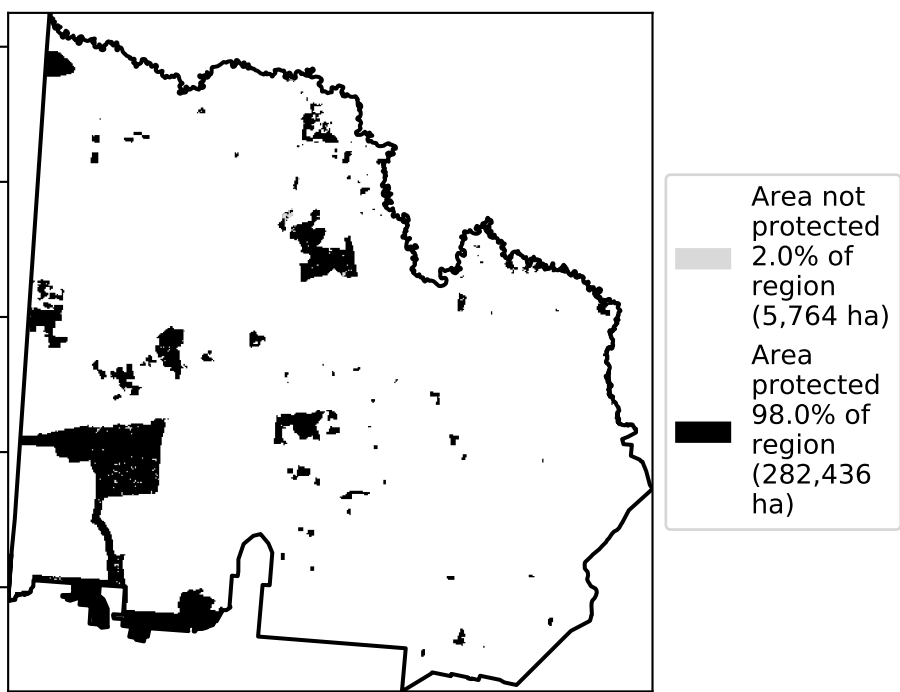 Area not
protected
2.0% of
region
(5,764 ha)
Area
protected
98.0% of
region
(282,436
ha)